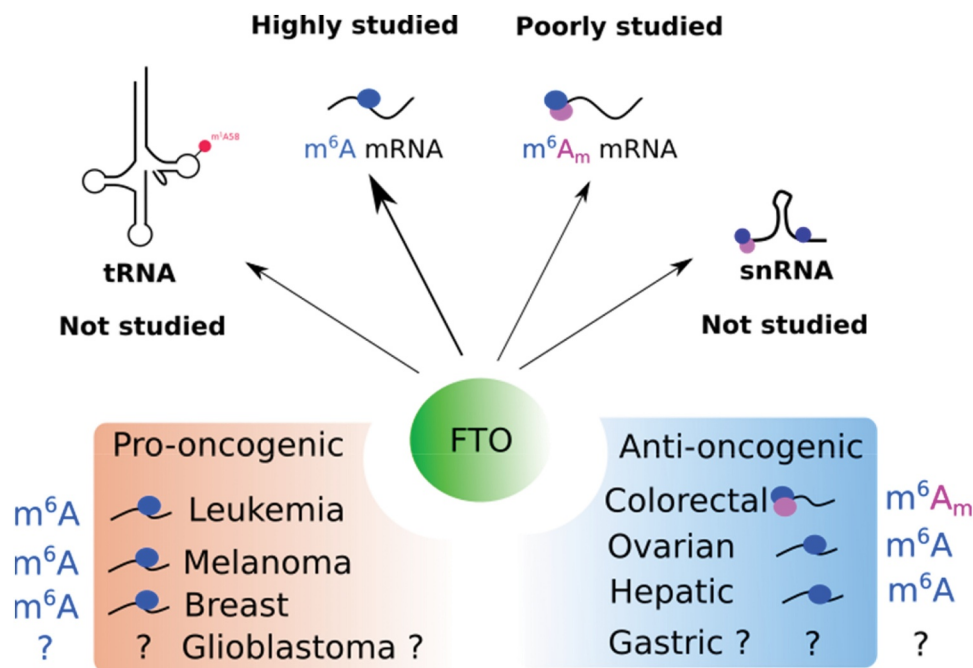 Highly studied Poorly studied
m¹A58
m⁶A mRNA m⁶Aₘ mRNA
tRNA snRNA
Not studied Not studied
FTO
Pro-oncogenic Anti-oncogenic
m⁶A Leukemia Colorectal m⁶Aₘ
m⁶A Melanoma Ovarian m⁶A
m⁶A Breast Hepatic m⁶A
? ? Glioblastoma ? Gastric ? ? ?